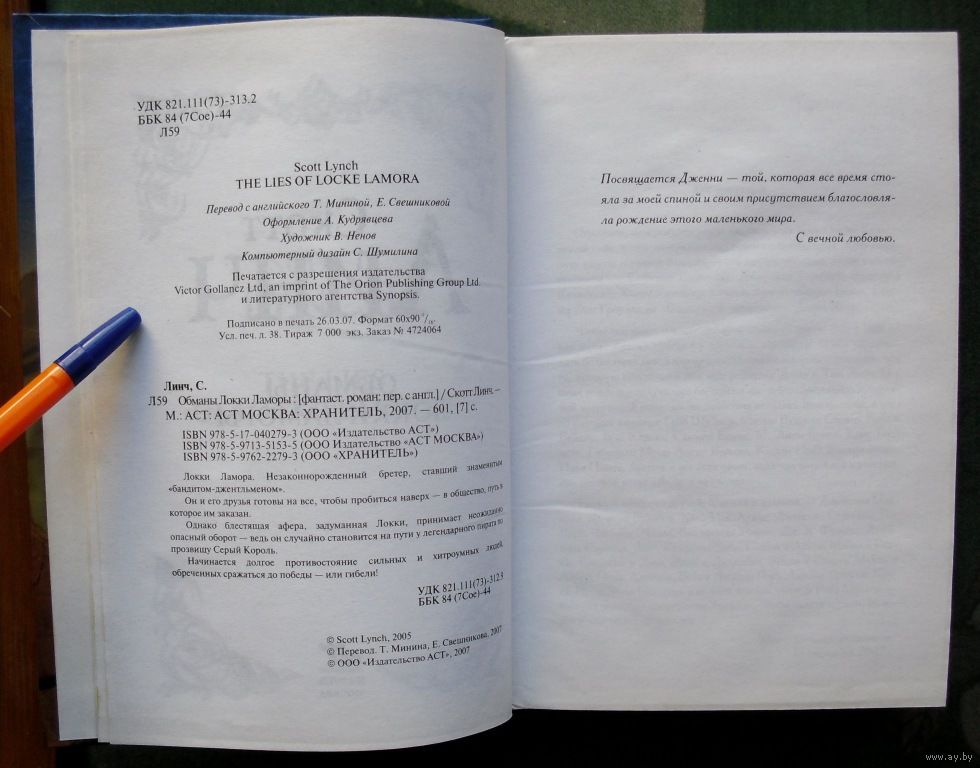 УДК 821.111(73)-313.2
ББК 84 (7Сое)-44
Л59
Scott Lynch
THE LIES OF LOCKE LAMORA
Перевод с английского Т. Мининой, Е. Свешниковой
Оформление А. Кудрявцева
Художник В. Ненов
Компьютерный дизайн С. Шумилина
Печатается с разрешения издательства
Victor Gollancz Ltd, an imprint of The Orion Publishing Group Ltd.
и литературного агентства Synopsis.
Подписано в печать 26.03.07. Формат 60x90
Усл. печ. л. 38. Тираж 7 000 экз. Заказ № 4724064
Линч, С.
Л59 Обманы Локки Ламоры : [фантаст. роман; пер. с англ.] / Скотт Линч. –
М.: АСТ: АСТ МОСКВА: ХРАНИТЕЛЬ, 2007. — 601, [7] с.
ISBN 978-5-17-040279-3 (ООО «Издательство АСТ»)
ISBN 978-5-9713-5153-5 (ООО Издательство «АСТ МОСКВА»)
ISBN 978-5-9762-2279-3 (ООО «ХРАНИТЕЛЬ»)
Локки Ламора. Незаконнорожденный бретер, ставший знаменитым
«бандитом-джентльменом».
Он и его друзья готовы на все, чтобы пробиться наверх — в общество, путь в
которое им заказан.
Однако блестящая афера, задуманная Локки, принимает неожиданно
опасный оборот — ведь он случайно становится на пути у легендарного пирата по
прозвищу Серый Король.
Начинается долгое противостояние сильных и хитроумных людей,
обреченных сражаться до победы — или гибели!
УДК 821.111(73)-312.9
ББК 84 (7Сое)-44
© Scott Lynch, 2005
© Перевод. Т. Минина, Е. Свешникова, 2007
© ООО «Издательство АСТ», 2007
Посвящается Дженни — той, которая все время сто-
яла за моей спиной и своим присутствием благословля-
ла рождение этого маленького мира.
С вечной любовью.
www.ay.by